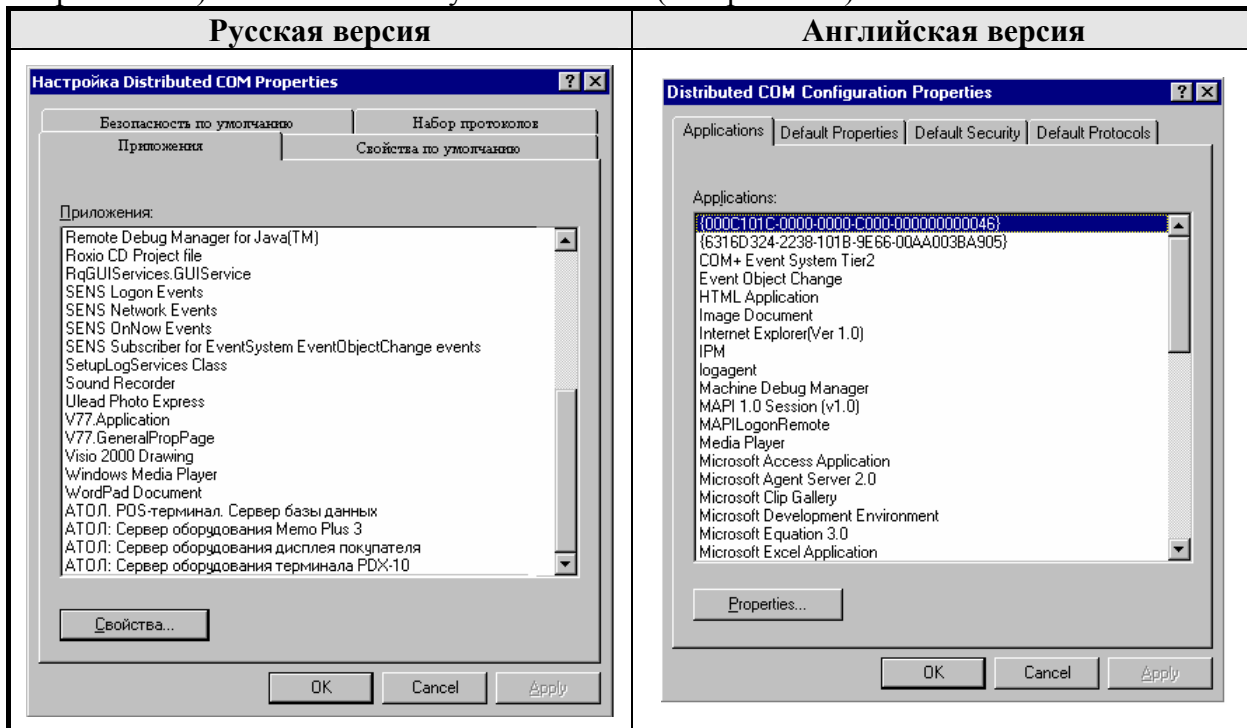 Русская версия
Английская версия
Настройка Distributed COM Properties
Безопасность по умолчанию
Набор протоколов
Приложения
Свойства по умолчанию
Приложения:
Remote Debug Manager for Java(TM)
Roxio CD Project file
RqGUIServices.GUIService
SENS Logon Events
SENS Network Events
SENS OnNow Events
SENS Subscriber for EventSystem EventObjectChange events
SetupLogServices Class
Sound Recorder
Ulead Photo Express
V77.Application
V77.GeneralPropPage
Visio 2000 Drawing
Windows Media Player
WordPad Document
АТОЛ. POS-терминал. Сервер базы данных
АТОЛ: Сервер оборудования Memo Plus 3
АТОЛ: Сервер оборудования дисплея покупателя
АТОЛ: Сервер оборудования терминала PDX-10
Свойства...
OK
Cancel
Apply
Distributed COM Configuration Properties
Applications
Default Properties
Default Security
Default Protocols
Applications:
{000C101C-0000-0000-C000-000000000046}
{6316D324-2238-101B-9E66-00AA003BA905}
COM+ Event System Tier2
Event Object Change
HTML Application
Image Document
Internet Explorer(Ver 1.0)
IPM
logagent
Machine Debug Manager
MAPI 1.0 Session (v1.0)
MAPILogonRemote
Media Player
Microsoft Access Application
Microsoft Agent Server 2.0
Microsoft Clip Gallery
Microsoft Development Environment
Microsoft Equation 3.0
Microsoft Excel Application
Properties...
OK
Cancel
Apply